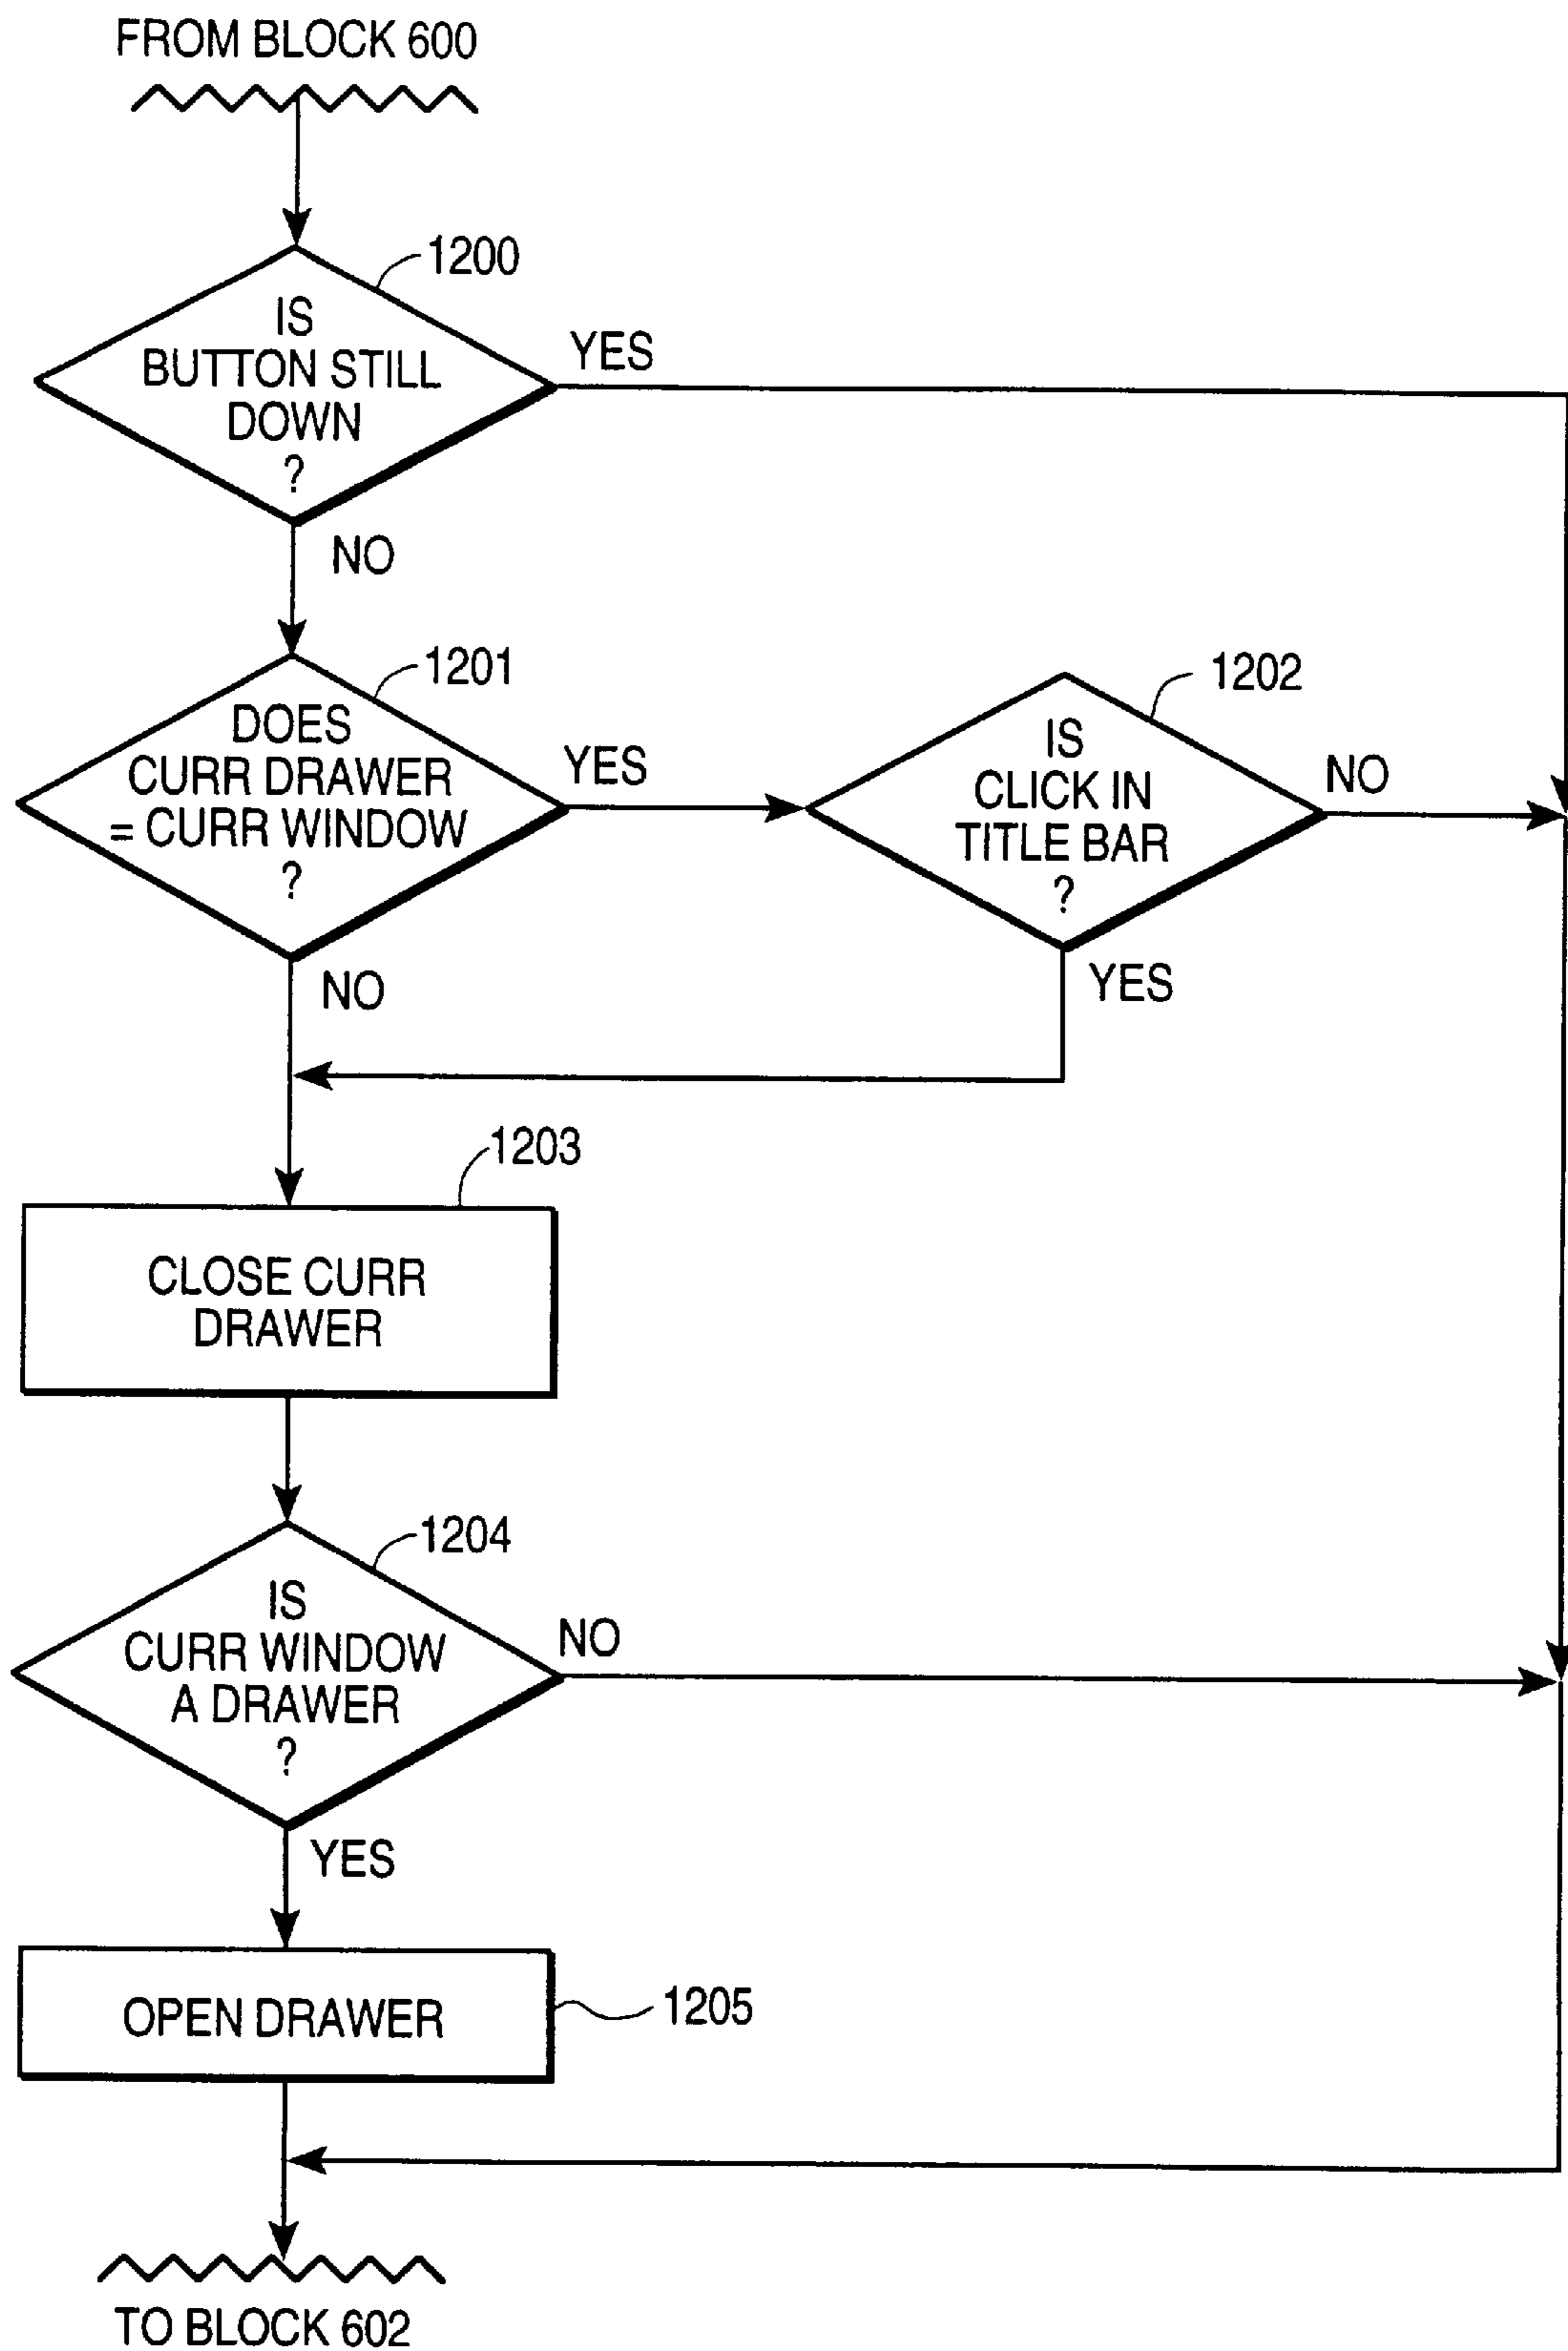 FROM BLOCK 600
1200
IS
BUTTON STILL
DOWN
?
YES
NO
1201
DOES
CURR DRAWER
= CURR WINDOW
?
YES
1202
IS
CLICK IN
TITLE BAR
?
NO
YES
NO
1203
CLOSE CURR
DRAWER
1204
IS
CURR WINDOW
A DRAWER
?
NO
YES
OPEN DRAWER
1205
TO BLOCK 602